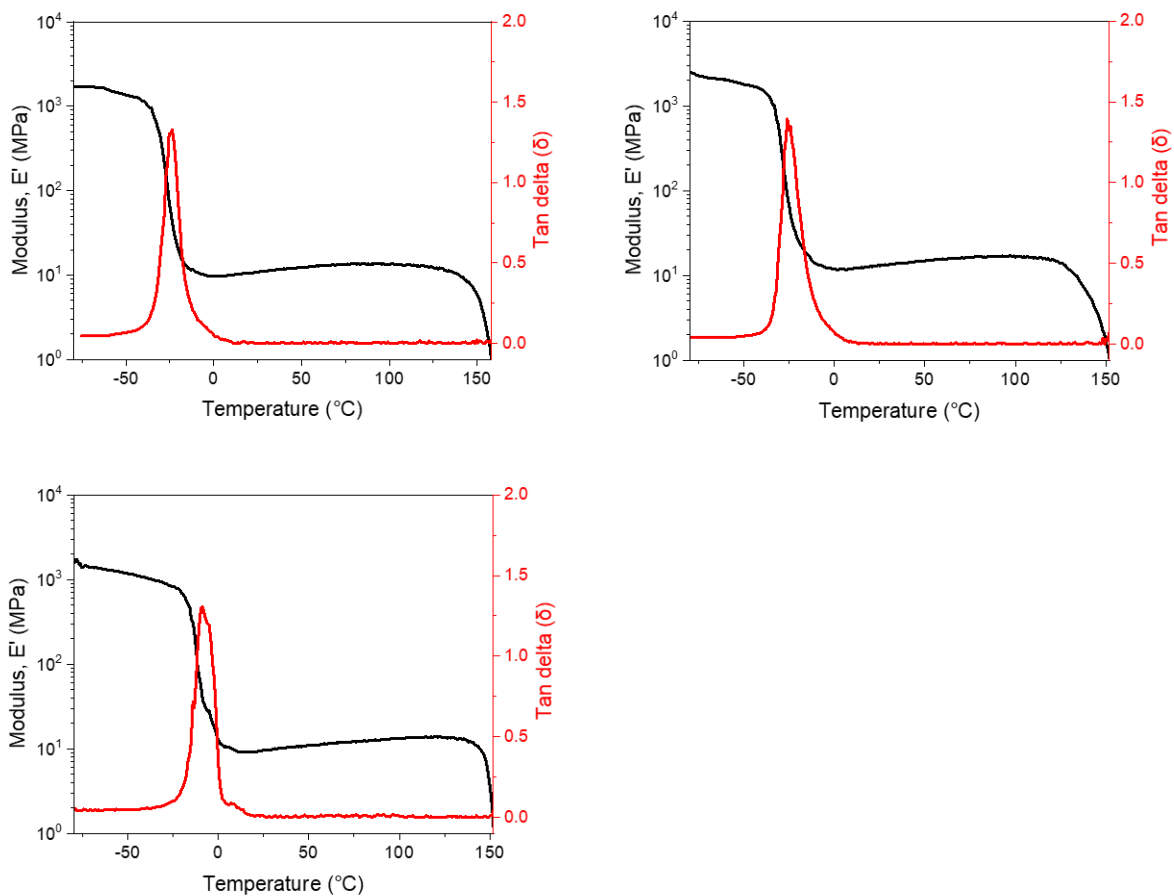 10⁴
10³
10²
10¹
10⁰
Modulus, E' (MPa)
2.0
1.5
1.0
0.5
0.0
Tan delta (δ)
-50 0 50 100 150
Temperature (°C)
10⁴
10³
10²
10¹
10⁰
Modulus, E' (MPa)
2.0
1.5
1.0
0.5
0.0
Tan delta (δ)
-50 0 50 100 150
Temperature (°C)
10⁴
10³
10²
10¹
10⁰
Modulus, E' (MPa)
2.0
1.5
1.0
0.5
0.0
Tan delta (δ)
-50 0 50 100 150
Temperature (°C)